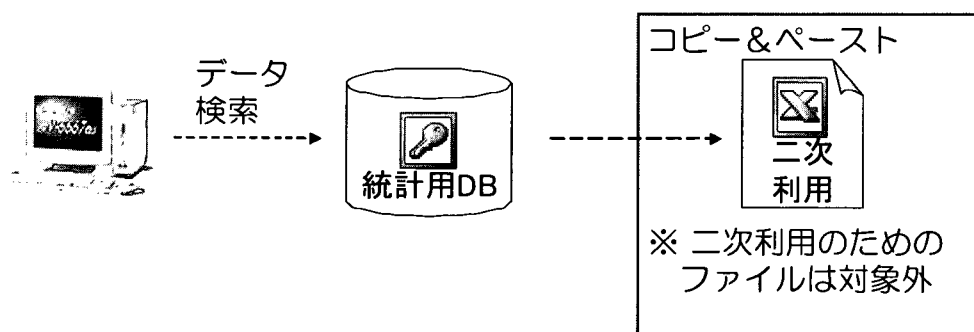 データ
検索
統計用DB
コピー&ペースト
二次
利用
※ 二次利用のための
ファイルは対象外